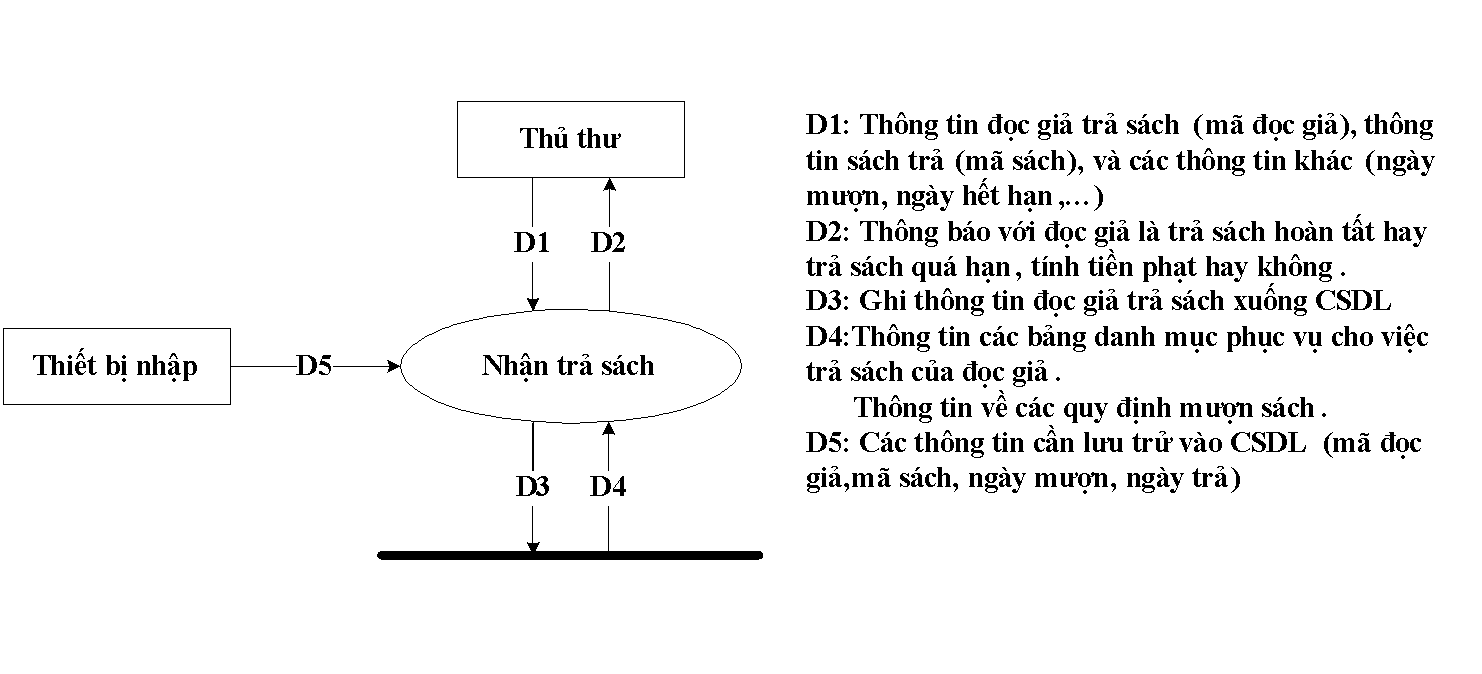 Thủ thư
D1 D2
Thiết bị nhập
D5
Nhận trả sách
D3 D4
D1: Thông tin đọc giả trả sách (mã đọc giả), thông
tin sách trả (mã sách), và các thông tin khác (ngày
mượn, ngày hết hạn,...)
D2: Thông báo với đọc giả là trả sách hoàn tất hay
trả sách quá hạn, tính tiền phạt hay không.
D3: Ghi thông tin đọc giả trả sách xuống CSDL
D4:Thông tin các bảng danh mục phục vụ cho việc
trả sách của đọc giả.
Thông tin về các quy định mượn sách.
D5: Các thông tin cần lưu trử vào CSDL (mã đọc
giả,mã sách, ngày mượn, ngày trả)